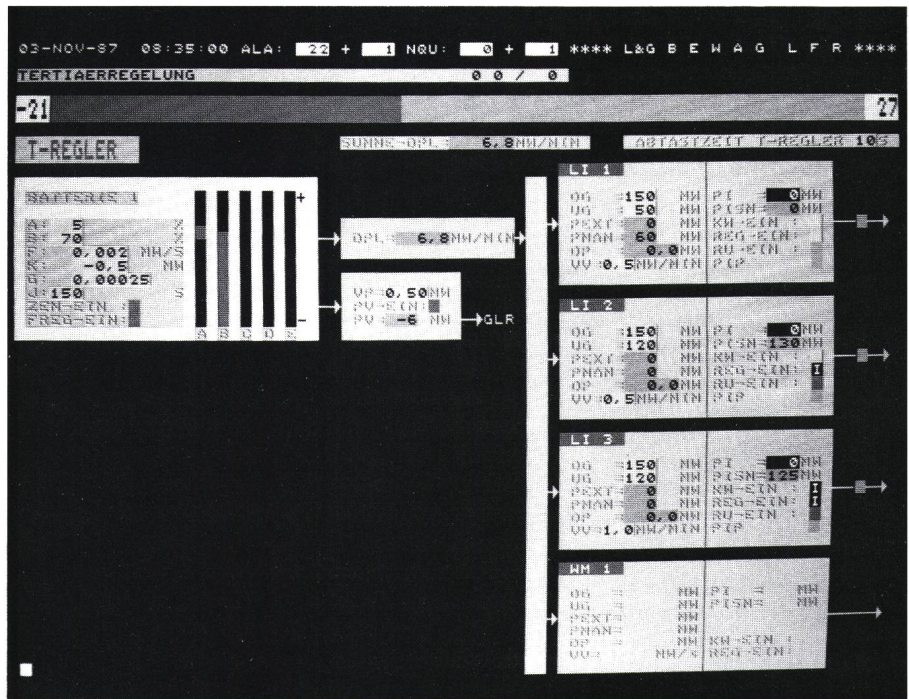 03-NOV-87 08:35:00 ALA: 22 + 1 NQU: 0 + 1 **** L&G B E W A G L F R ****
TERTIAERREGELUNG 0 0 / 0
-21 27
T-REGLER
SUMME-DPL: 6,8MW/MIN
ABTASTZEIT T-REGLER 10S
BATTERIE 1
A: 5 %
B: 70 %
F: 0,002 MW/S
K: -0,5 MW
G: 0,00025
J:150 S
ZEN-EIN :
FREG-EIN:
+
-
A B C D E
DPL= 6,8MW/MIN
VP:0,50MW
PV-EIN:
PV: -6 MW
GLR
LI 1
OG =150 MW PI = 0MW
UG = 50 MW PISN= 0MW
PEXT= 0 MW KW-EIN :
PMAN= 60 MW REG-EIN:
OP = 0,0MW RU-EIN :
VV:0,5MW/MIN PIP
LI 2
OG =150 MW PI = 0MW
UG =120 MW PISN=130MW
PEXT= 0 MW KW-EIN :
PMAN= 0 MW REG-EIN: I
OP = 0,0MW RU-EIN :
VV:0,5MW/MIN PIP
LI 3
OG =150 MW PI = 0MW
UG =120 MW PISN=125MW
PEXT= 0 MW KW-EIN : I
PMAN= 0 MW REG-EIN: I
OP = 0,0MW RU-EIN :
VV=1,0MW/MIN PIP
WM 1
OG = MW PI = MW
UG = MW PISN= MW
PEXT= MW
PMAN= MW
OP = MW KW-EIN :
VV= MW/s REG-EIN: